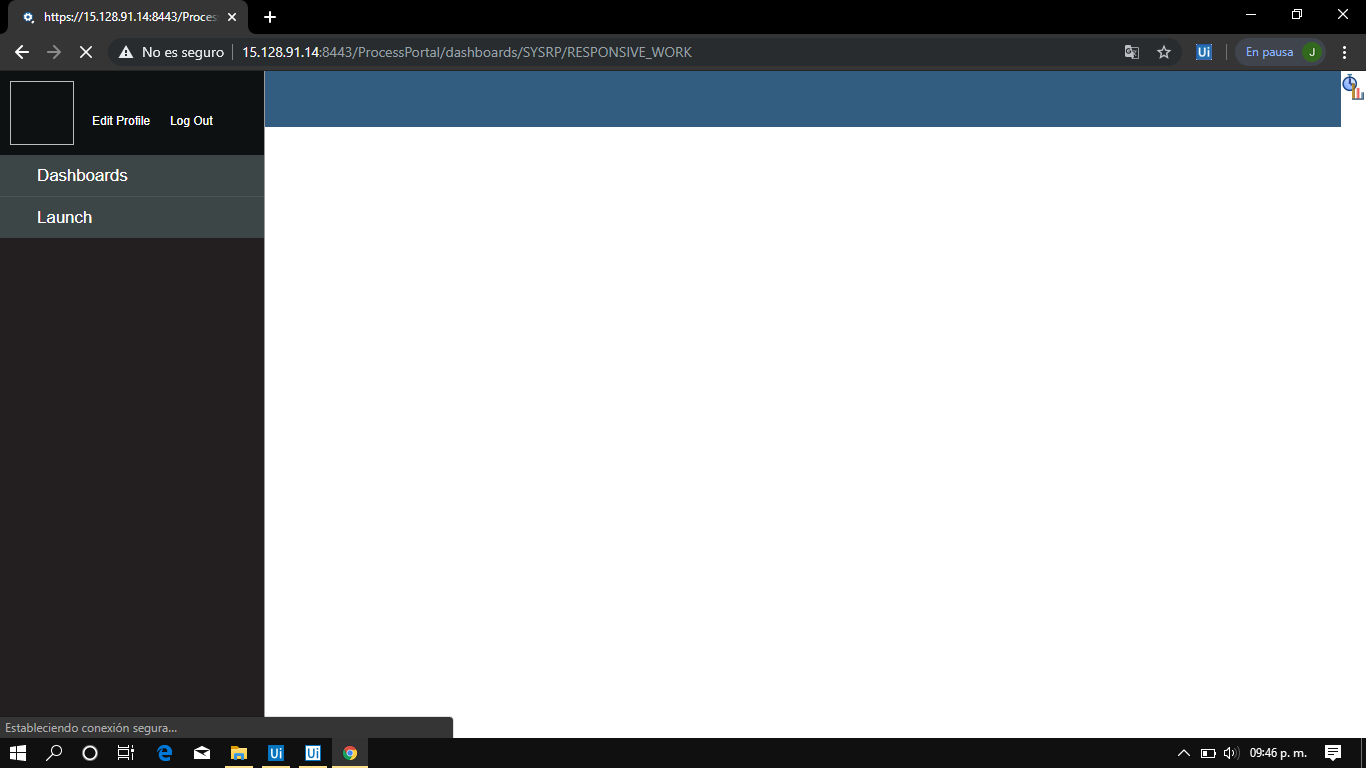 https://15.128.91.14:8443/Proces
No es seguro
15.128.91.14:8443/ProcessPortal/dashboards/SYSRP/RESPONSIVE_WORK
Ui
En pausa
J
Edit Profile
Log Out
Dashboards
Launch
Estableciendo conexión segura...
Ui
Ui
09:46 p. m.